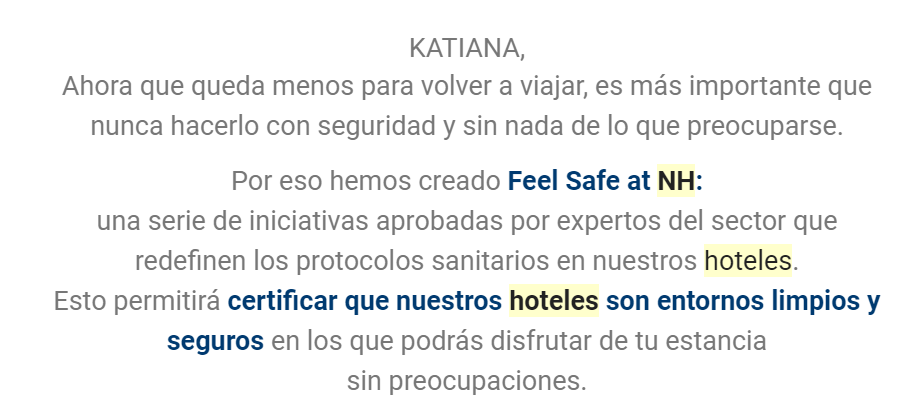 KATIANA,
Ahora que queda menos para volver a viajar, es más importante que
nunca hacerlo con seguridad y sin nada de lo que preocuparse.
Por eso hemos creado Feel Safe at NH:
una serie de iniciativas aprobadas por expertos del sector que
redefinen los protocolos sanitarios en nuestros hoteles.
Esto permitirá certificar que nuestros hoteles son entornos limpios y
seguros en los que podrás disfrutar de tu estancia
sin preocupaciones.